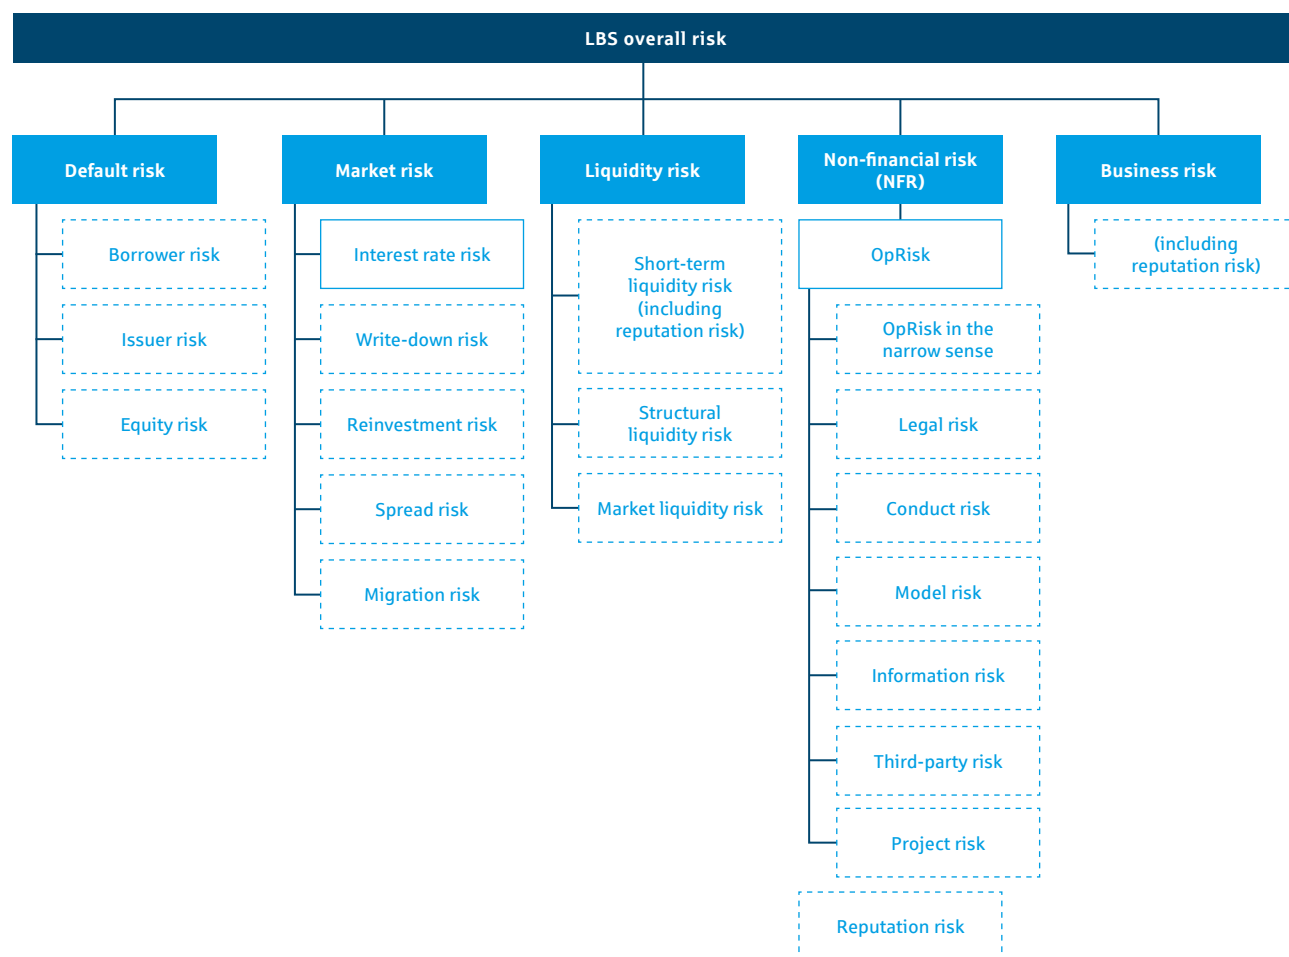 LBS overall risk
Default risk
Borrower risk
Issuer risk
Equity risk
Market risk
Interest rate risk
Write-down risk
Reinvestment risk
Spread risk
Migration risk
Liquidity risk
Short-term
liquidity risk
(including
reputation risk)
Structural
liquidity risk
Market liquidity risk
Non-financial risk
(NFR)
OpRisk
OpRisk in the
narrow sense
Legal risk
Conduct risk
Model risk
Information risk
Third-party risk
Project risk
Reputation risk
Business risk
(including
reputation risk)